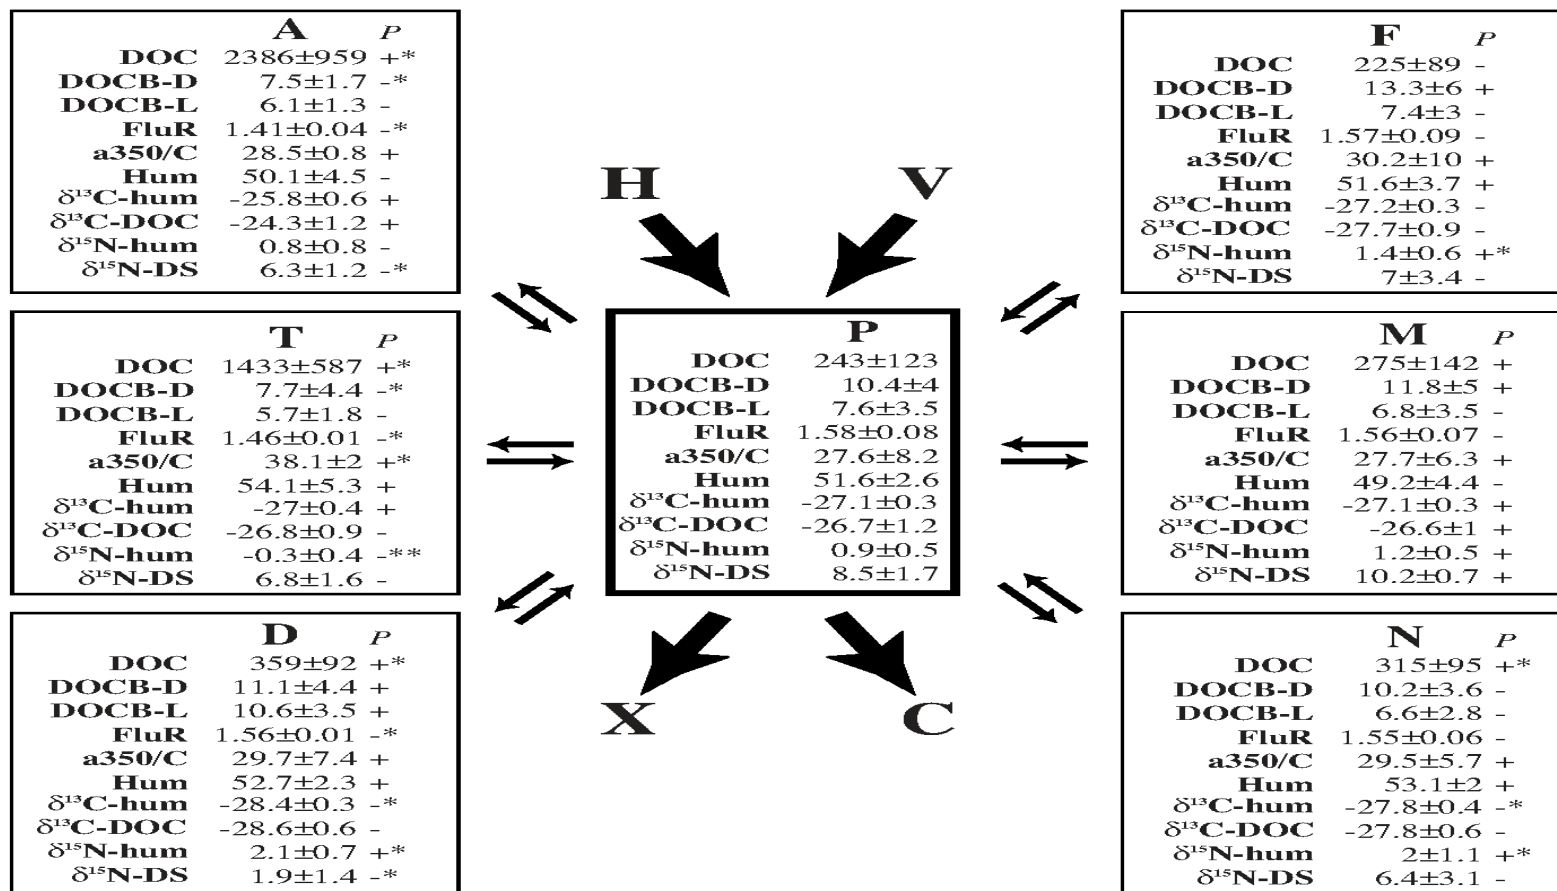 A P
DOC 2386±959 +*
DOCB-D 7.5±1.7 -*
DOCB-L 6.1±1.3 -
FluR 1.41±0.04 -*
a350/C 28.5±0.8 +
Hum 50.1±4.5 -
δ¹³C-hum -25.8±0.6 +
δ¹³C-DOC -24.3±1.2 +
δ¹⁵N-hum 0.8±0.8 -
δ¹⁵N-DS 6.3±1.2 -*
T P
DOC 1433±587 +*
DOCB-D 7.7±4.4 -*
DOCB-L 5.7±1.8 -
FluR 1.46±0.01 -*
a350/C 38.1±2 +*
Hum 54.1±5.3 +
δ¹³C-hum -27±0.4 +
δ¹³C-DOC -26.8±0.9 -
δ¹⁵N-hum -0.3±0.4 -**
δ¹⁵N-DS 6.8±1.6 -
D P
DOC 359±92 +*
DOCB-D 11.1±4.4 +
DOCB-L 10.6±3.5 +
FluR 1.56±0.01 -*
a350/C 29.7±7.4 +
Hum 52.7±2.3 +
δ¹³C-hum -28.4±0.3 -*
δ¹³C-DOC -28.6±0.6 -
δ¹⁵N-hum 2.1±0.7 +*
δ¹⁵N-DS 1.9±1.4 -*
H V
P
DOC 243±123
DOCB-D 10.4±4
DOCB-L 7.6±3.5
FluR 1.58±0.08
a350/C 27.6±8.2
Hum 51.6±2.6
δ¹³C-hum -27.1±0.3
δ¹³C-DOC -26.7±1.2
δ¹⁵N-hum 0.9±0.5
δ¹⁵N-DS 8.5±1.7
X C
F P
DOC 225±89 -
DOCB-D 13.3±6 +
DOCB-L 7.4±3 -
FluR 1.57±0.09 -
a350/C 30.2±10 +
Hum 51.6±3.7 +
δ¹³C-hum -27.2±0.3 -
δ¹³C-DOC -27.7±0.9 -
δ¹⁵N-hum 1.4±0.6 +*
δ¹⁵N-DS 7±3.4 -
M P
DOC 275±142 +
DOCB-D 11.8±5 +
DOCB-L 6.8±3.5 -
FluR 1.56±0.07 -
a350/C 27.7±6.3 +
Hum 49.2±4.4 -
δ¹³C-hum -27.1±0.3 +
δ¹³C-DOC -26.6±1 +
δ¹⁵N-hum 1.2±0.5 +
δ¹⁵N-DS 10.2±0.7 +
N P
DOC 315±95 +*
DOCB-D 10.2±3.6 -
DOCB-L 6.6±2.8 -
FluR 1.55±0.06 -
a350/C 29.5±5.7 +
Hum 53.1±2 +
δ¹³C-hum -27.8±0.4 -*
δ¹³C-DOC -27.8±0.6 -
δ¹⁵N-hum 2±1.1 +*
δ¹⁵N-DS 6.4±3.1 -